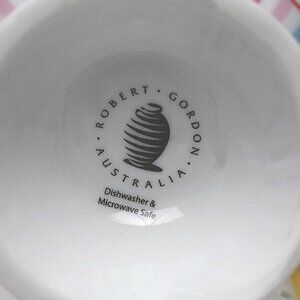 · ROBERT · GORDON ·
AUSTRALIA
Dishwasher &
Microwave Safe